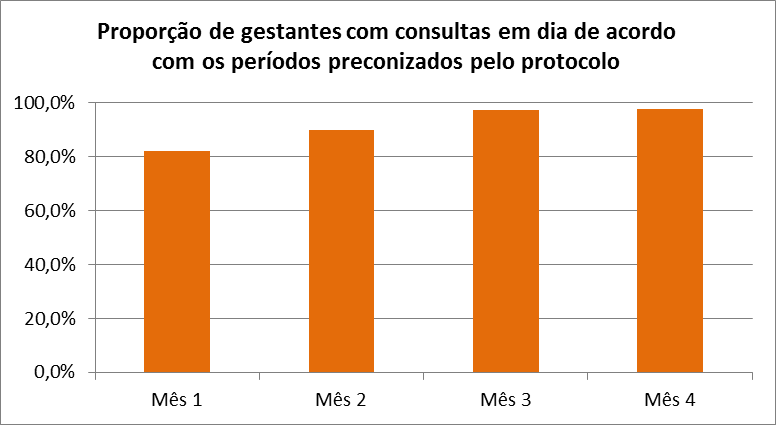 Proporção de gestantes com consultas em dia de acordo
com os períodos preconizados pelo protocolo
100,0%
80,0%
60,0%
40,0%
20,0%
0,0%
Mês 1 Mês 2 Mês 3 Mês 4